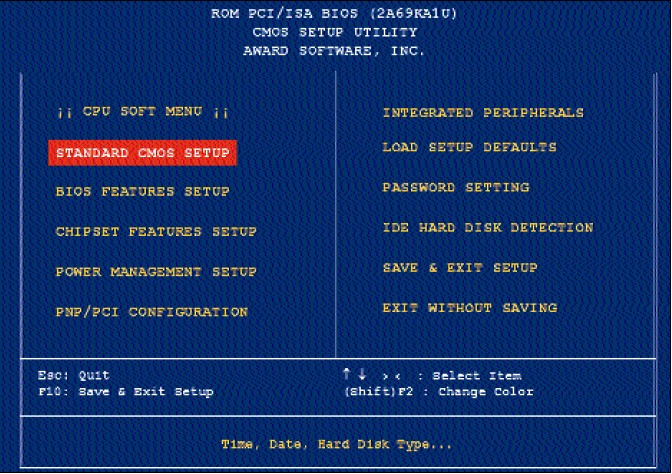 ROM PCI/ISA BIOS (2A69KA1U)
CMOS SETUP UTILITY
AWARD SOFTWARE, INC.
¡¡ CPU SOFT MENU ¡¡
STANDARD CMOS SETUP
BIOS FEATURES SETUP
CHIPSET FEATURES SETUP
POWER MANAGEMENT SETUP
PNP/PCI CONFIGURATION
INTEGRATED PERIPHERALS
LOAD SETUP DEFAULTS
PASSWORD SETTING
IDE HARD DISK DETECTION
SAVE & EXIT SETUP
EXIT WITHOUT SAVING
Esc: Quit
F10: Save & Exit Setup
↑ ↓ > < : Select Item
(Shift)F2 : Change Color
Time, Date, Hard Disk Type...